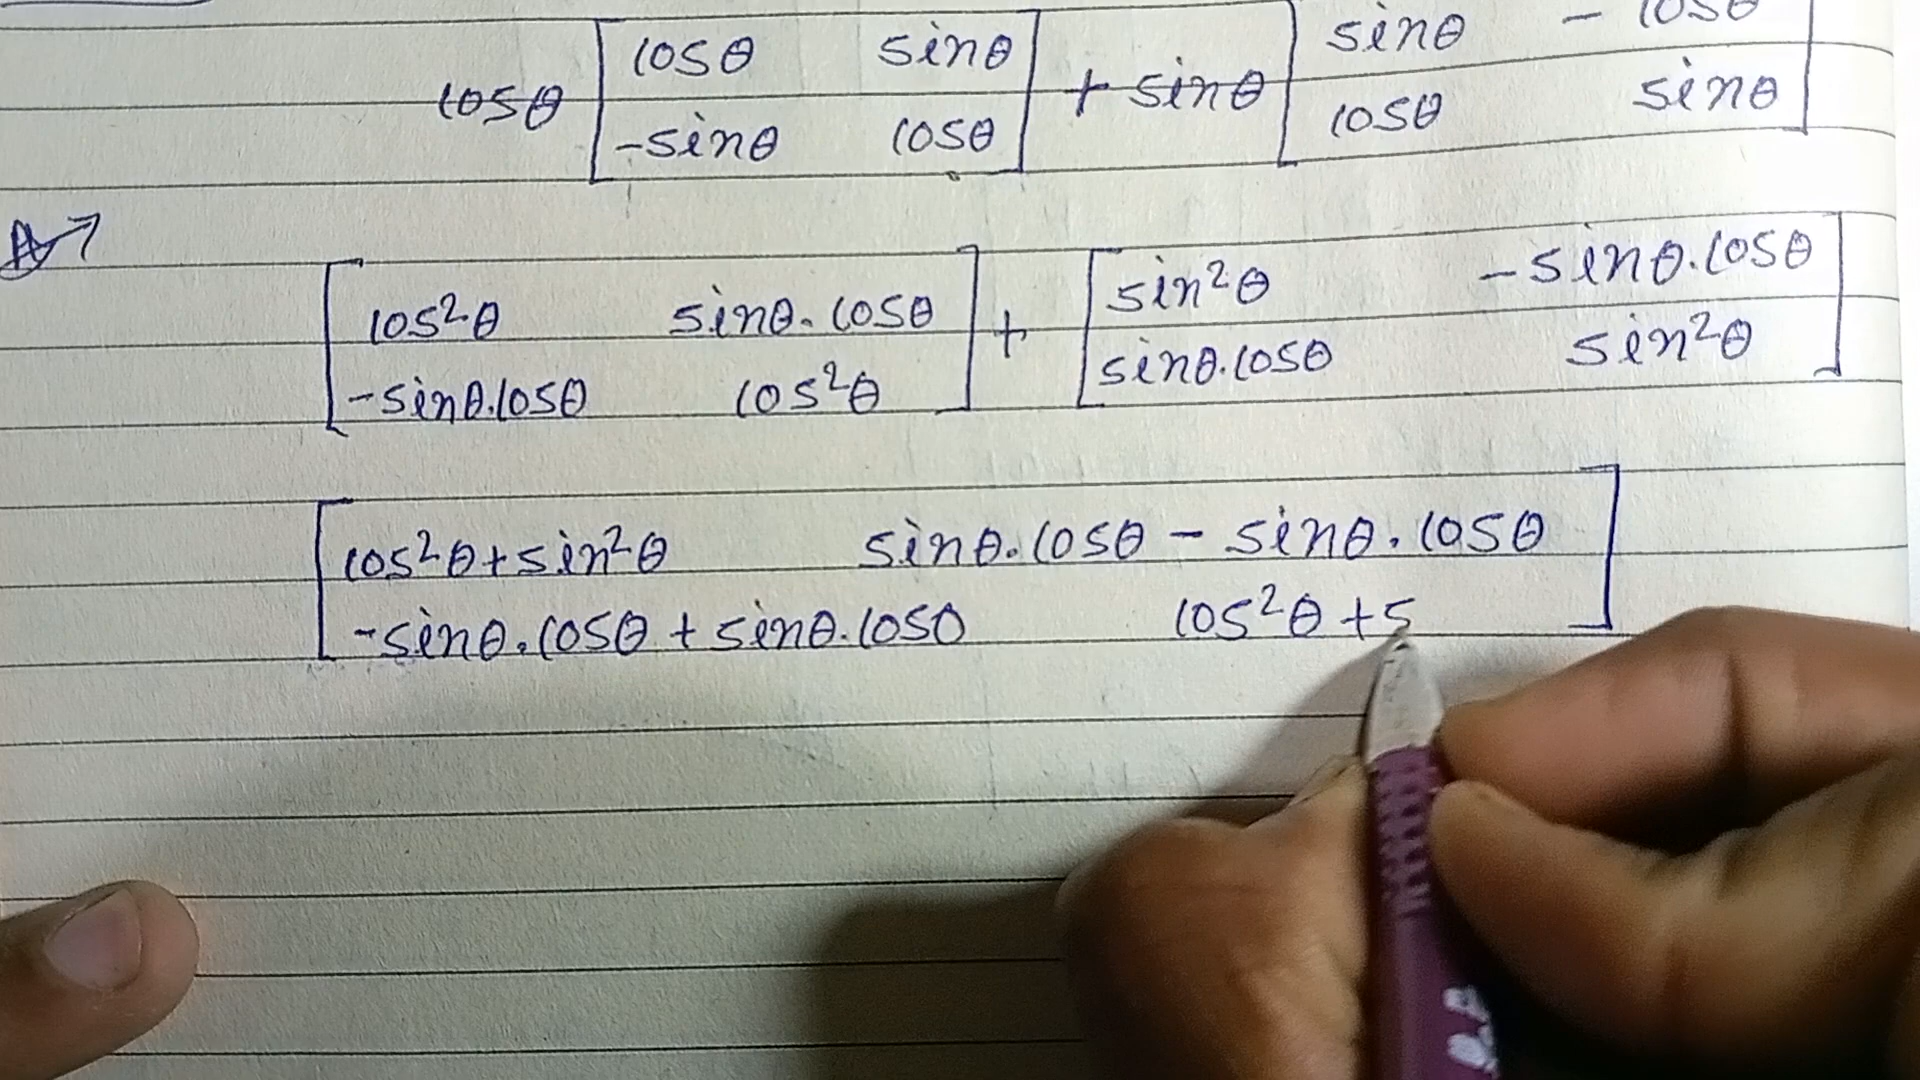 cosθ [ cosθ sinθ ] + sinθ [ sinθ - cosθ ]
-sinθ cosθ cosθ sinθ
A→
[ cos²θ sinθ.cosθ ] + [ sin²θ -sinθ.cosθ ]
-sinθ.cosθ cos²θ sinθ.cosθ sin²θ
[ cos²θ+sin²θ sinθ.cosθ - sinθ.cosθ ]
-sinθ.cosθ + sinθ.cosθ cos²θ + s